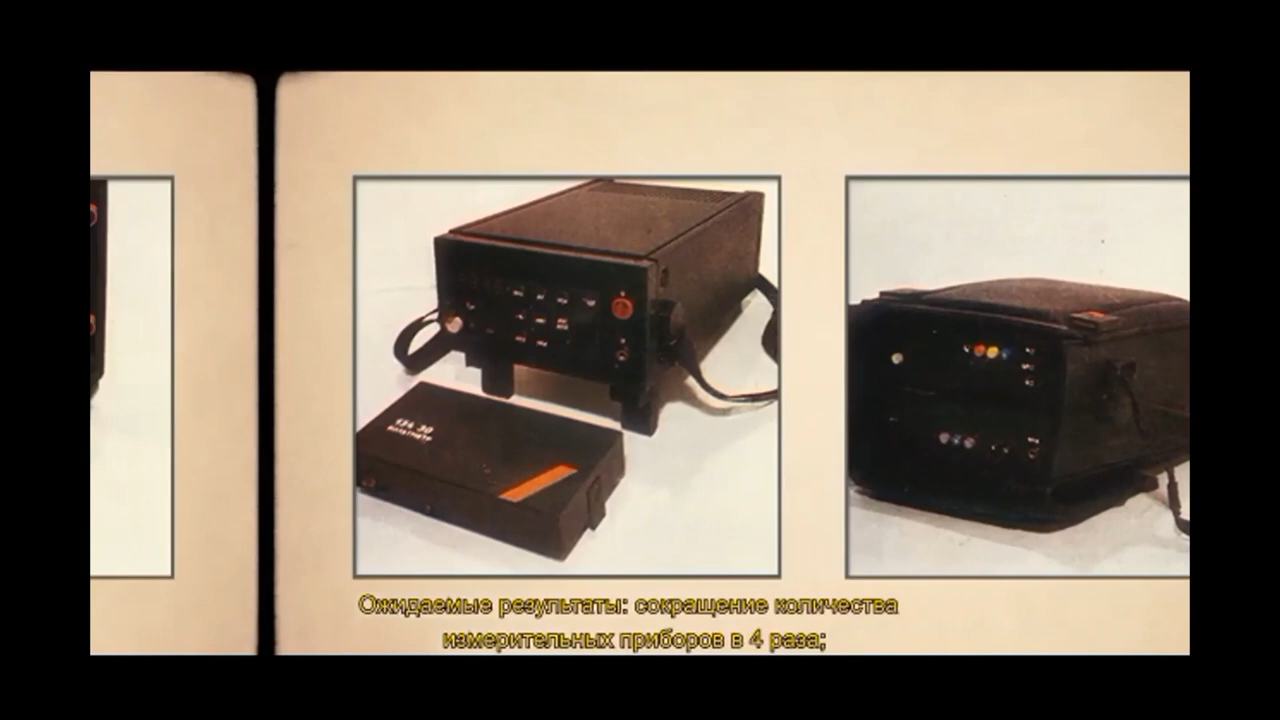 Ожидаемые результаты: сокращение количества
измерительных приборов в 4 раза;